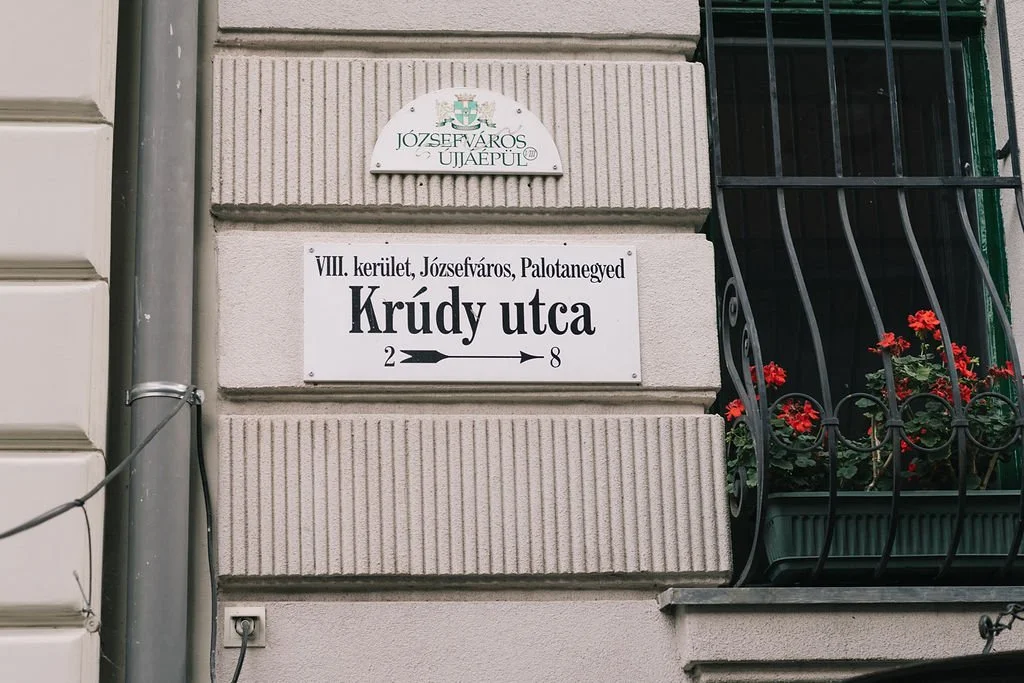 JÓZSEFVÁROS
ÚJJÁÉPÜL
VIII. kerület, Józsefváros, Palotanegyed
Krúdy utca
2 8